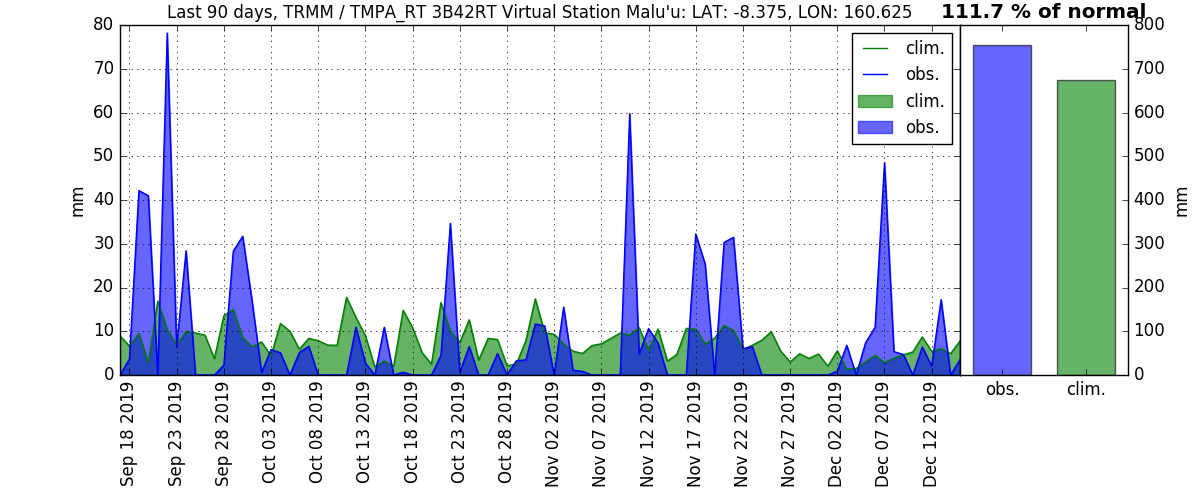 Last 90 days, TRMM / TMPA_RT 3B42RT Virtual Station Malu'u: LAT: -8.375, LON: 160.625
111.7 % of normal
mm
80
70
60
50
40
30
20
10
0
clim.
obs.
clim.
obs.
Sep 18 2019
Sep 23 2019
Sep 28 2019
Oct 03 2019
Oct 08 2019
Oct 13 2019
Oct 18 2019
Oct 23 2019
Oct 28 2019
Nov 02 2019
Nov 07 2019
Nov 12 2019
Nov 17 2019
Nov 22 2019
Nov 27 2019
Dec 02 2019
Dec 07 2019
Dec 12 2019
800
700
600
500
400
300
200
100
0
mm
obs.
clim.